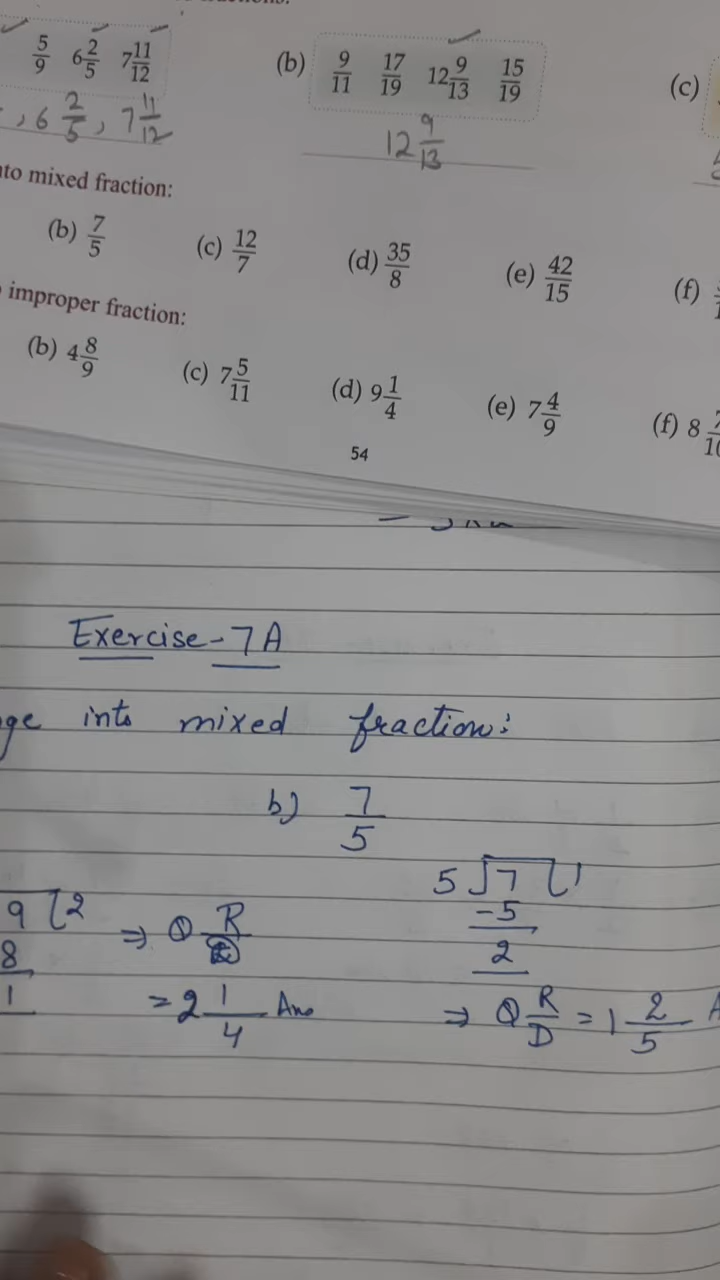 5/9 6 2/5 7 11/12 (b) 9/11 17/19 12 9/13 15/19 (c)
, 6 2/5, 7 11/12 12 9/13
into mixed fraction:
(b) 7/5 (c) 12/7 (d) 35/8 (e) 42/15 (f)
improper fraction:
(b) 4 8/9 (c) 7 5/11 (d) 9 1/4 (e) 7 4/9 (f) 8
54
Exercise - 7A
into mixed fraction:
b) 7/5
9 2 ⇒ Q R
8
1 = 2 1/4 Ans
5 7 1
-5
2
⇒ Q R/D = 1 2/5